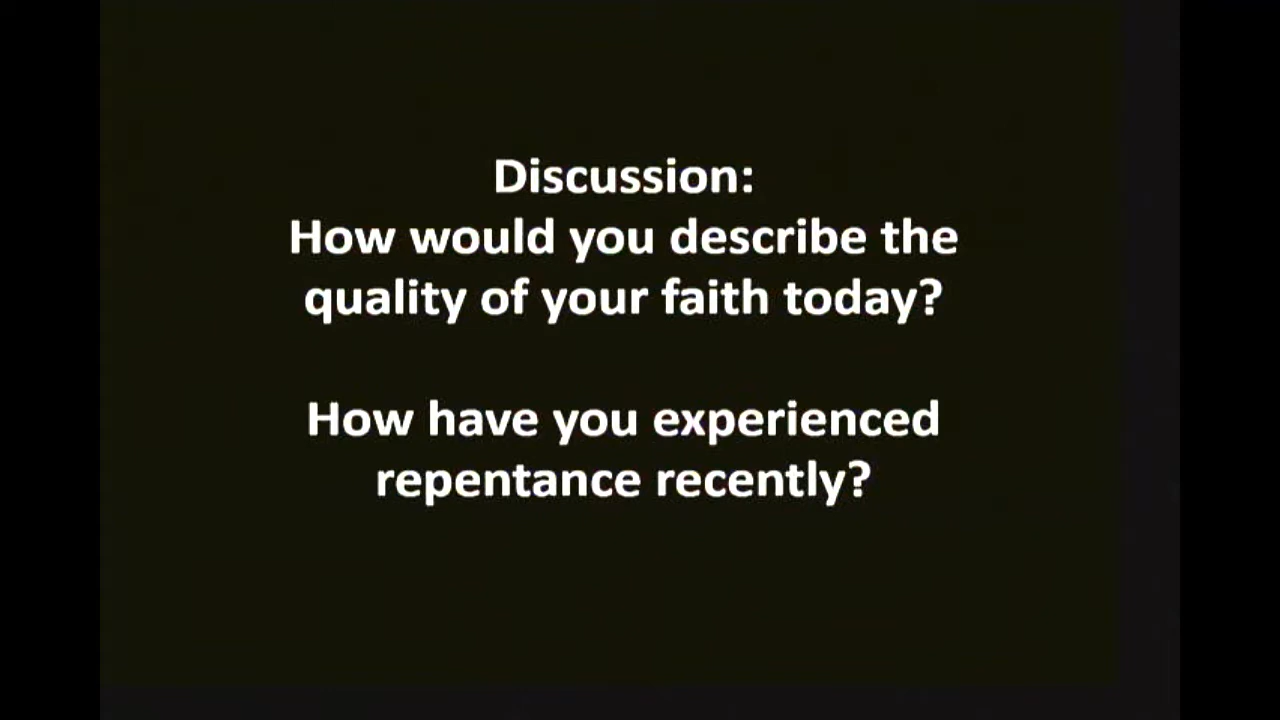 Discussion:
How would you describe the
quality of your faith today?
How have you experienced
repentance recently?